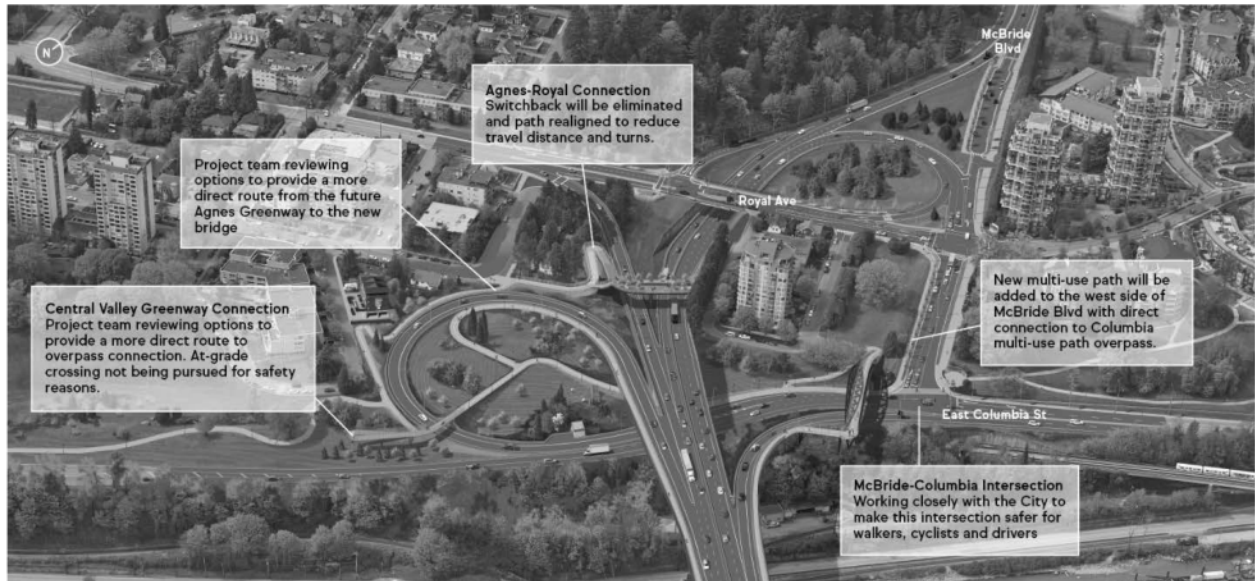 N
McBride
Blvd
Agnes-Royal Connection
Switchback will be eliminated
and path realigned to reduce
travel distance and turns.
Project team reviewing
options to provide a more
direct route from the future
Agnes Greenway to the new
bridge
Royal Ave
Central Valley Greenway Connection
Project team reviewing options to
provide a more direct route to
overpass connection. At-grade
crossing not being pursued for safety
reasons.
New multi-use path will be
added to the west side of
McBride Blvd with direct
connection to Columbia
multi-use path overpass.
East Columbia St
McBride-Columbia Intersection
Working closely with the City to
make this intersection safer for
walkers, cyclists and drivers